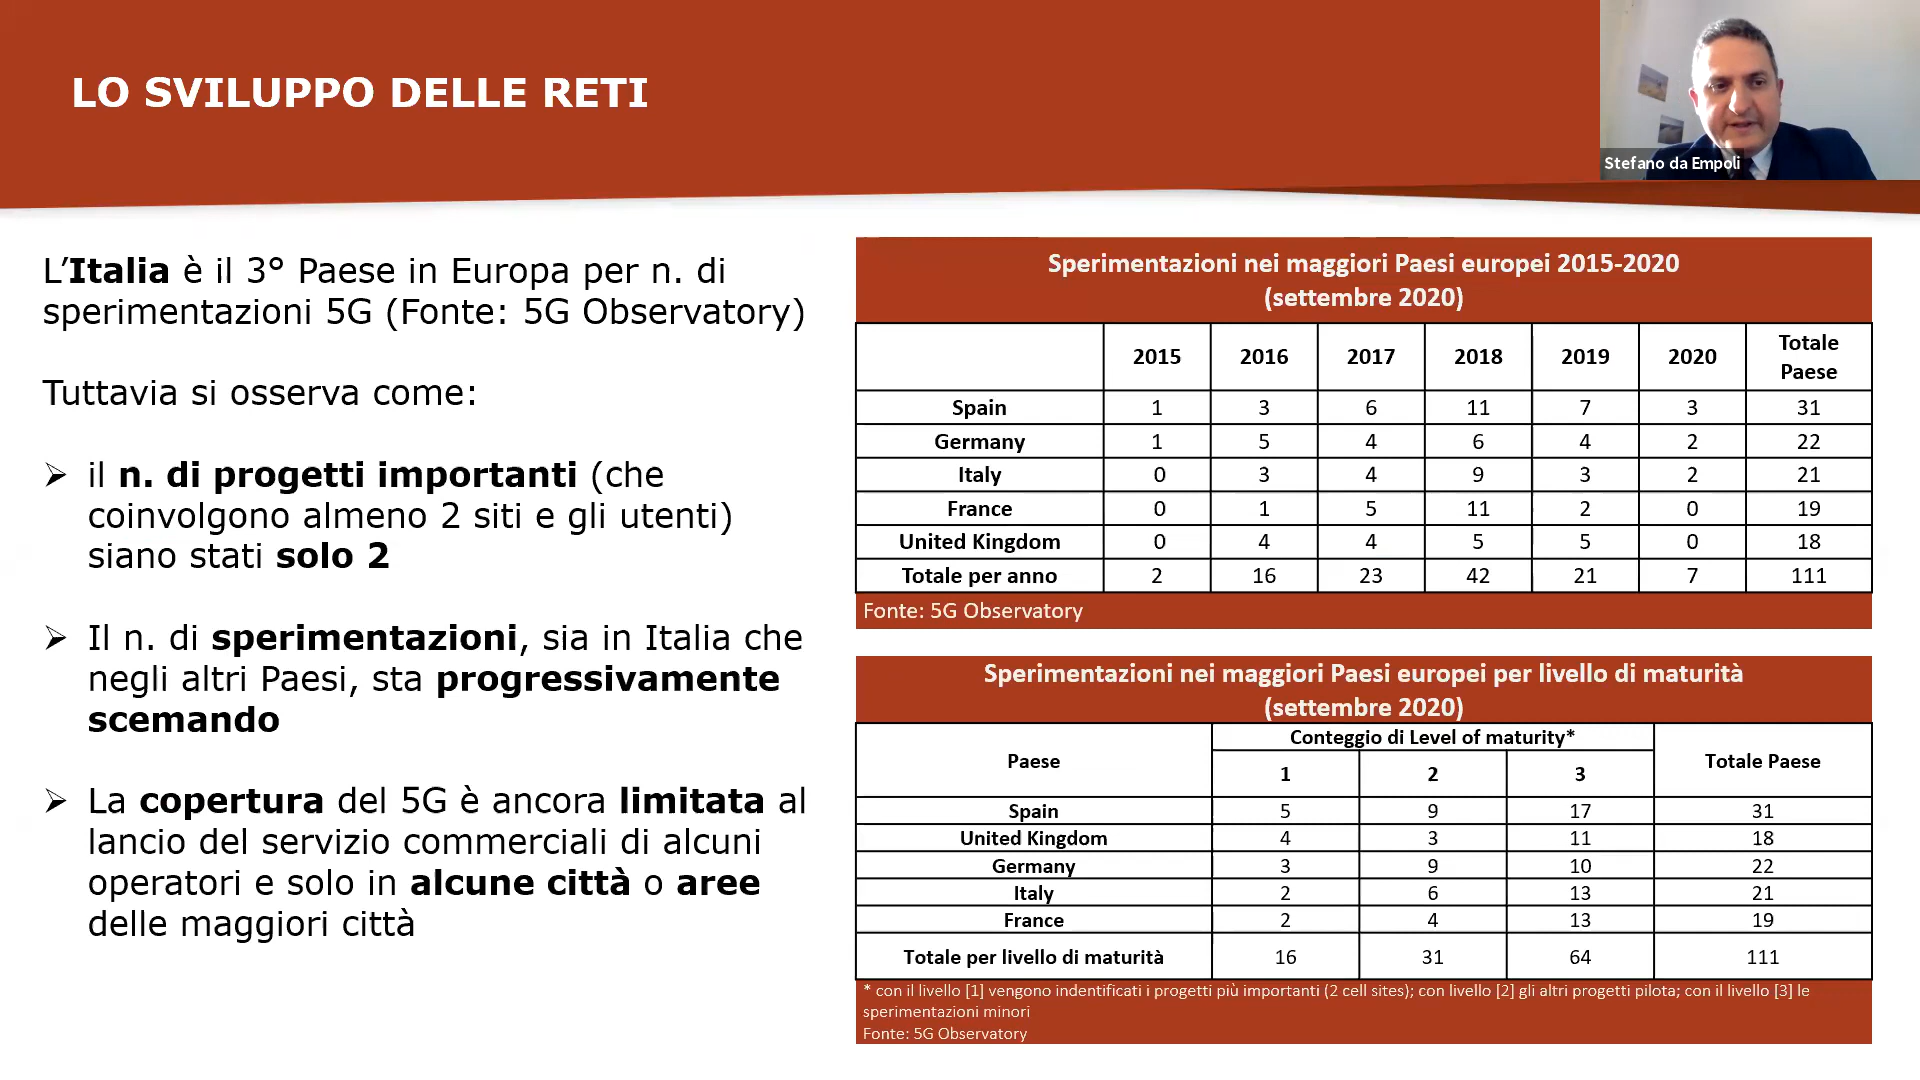 LO SVILUPPO DELLE RETI
Stefano da Empoli
L'Italia è il 3° Paese in Europa per n. di
sperimentazioni 5G (Fonte: 5G Observatory)
Tuttavia si osserva come:
➢ il n. di progetti importanti (che
coinvolgono almeno 2 siti e gli utenti)
siano stati solo 2
➢ Il n. di sperimentazioni, sia in Italia che
negli altri Paesi, sta progressivamente
scemando
➢ La copertura del 5G è ancora limitata al
lancio del servizio commerciali di alcuni
operatori e solo in alcune città o aree
delle maggiori città
Sperimentazioni nei maggiori Paesi europei 2015-2020
(settembre 2020)
2015 2016 2017 2018 2019 2020 Totale Paese
Spain 1 3 6 11 7 3 31
Germany 1 5 4 6 4 2 22
Italy 0 3 4 9 3 2 21
France 0 1 5 11 2 0 19
United Kingdom 0 4 4 5 5 0 18
Totale per anno 2 16 23 42 21 7 111
Fonte: 5G Observatory
Sperimentazioni nei maggiori Paesi europei per livello di maturità
(settembre 2020)
Paese Conteggio di Level of maturity* Totale Paese
1 2 3
Spain 5 9 17 31
United Kingdom 4 3 11 18
Germany 3 9 10 22
Italy 2 6 13 21
France 2 4 13 19
Totale per livello di maturità 16 31 64 111
* con il livello [1] vengono indentificati i progetti più importanti (2 cell sites); con livello [2] gli altri progetti pilota; con il livello [3] le
sperimentazioni minori
Fonte: 5G Observatory